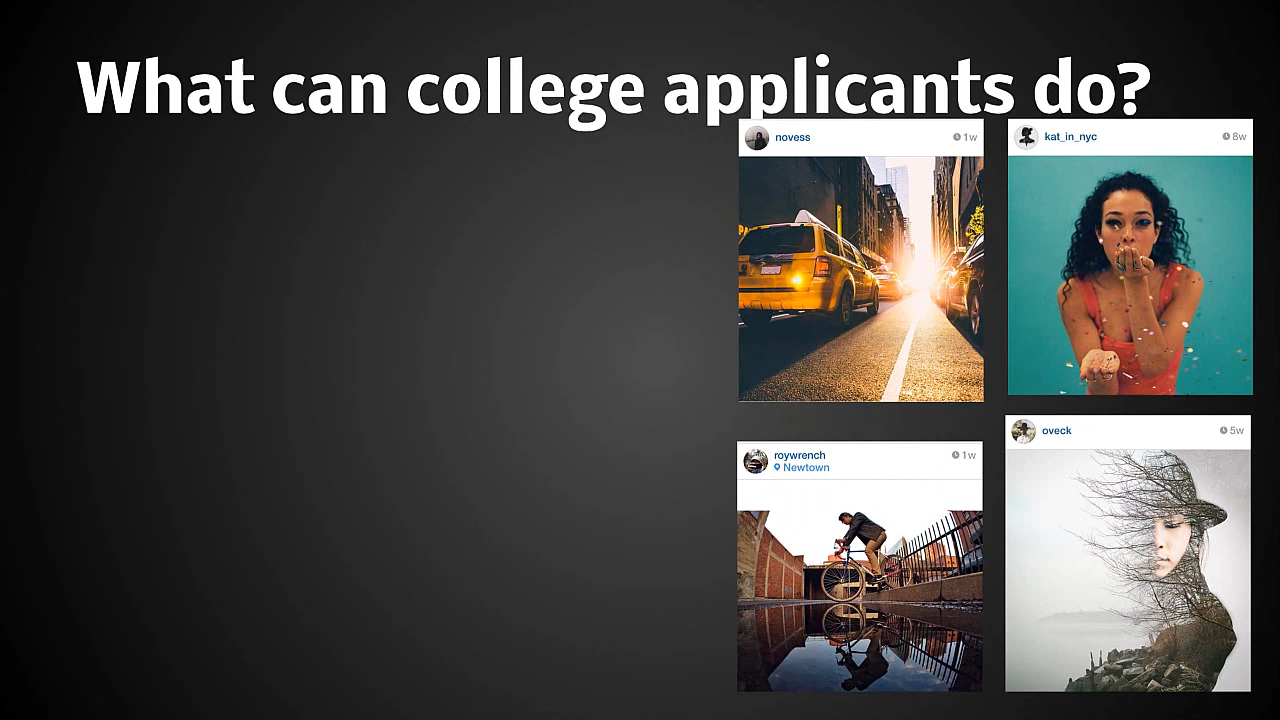 What can college applicants do?
novess 1w
kat_in_nyc 8w
oveck 5w
roywrench 1w
Newtown